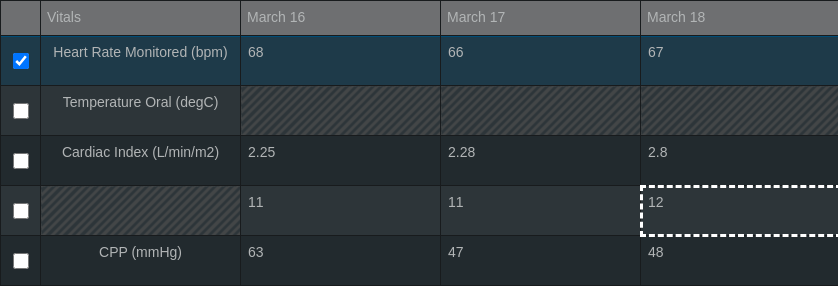 Vitals March 16 March 17 March 18
Heart Rate Monitored (bpm) 68 66 67
Temperature Oral (degC)
Cardiac Index (L/min/m2) 2.25 2.28 2.8
11 11 12
CPP (mmHg) 63 47 48